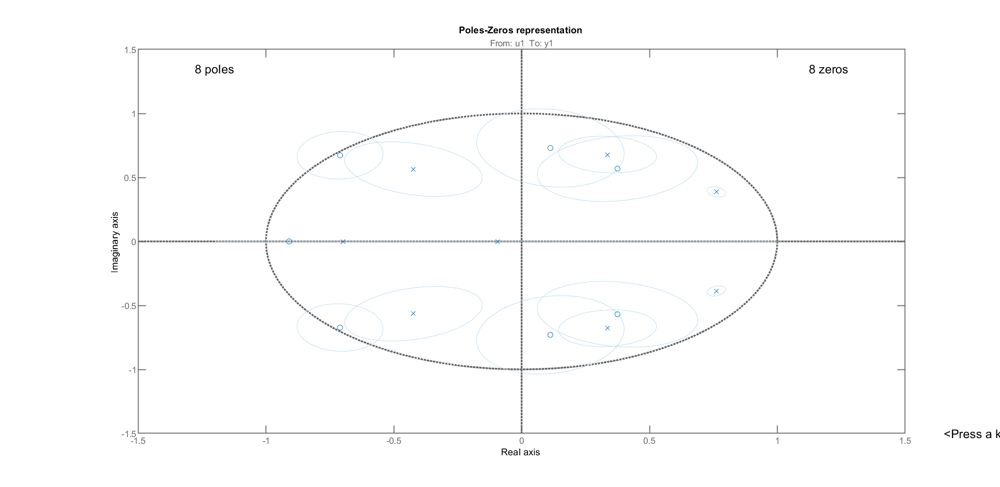 Poles-Zeros representation
From: u1  To: y1
8 poles
8 zeros
1.5
1
0.5
0
-0.5
-1
-1.5
Imaginary axis
-1.5
-1
-0.5
0
0.5
1
1.5
Real axis
<Press a k